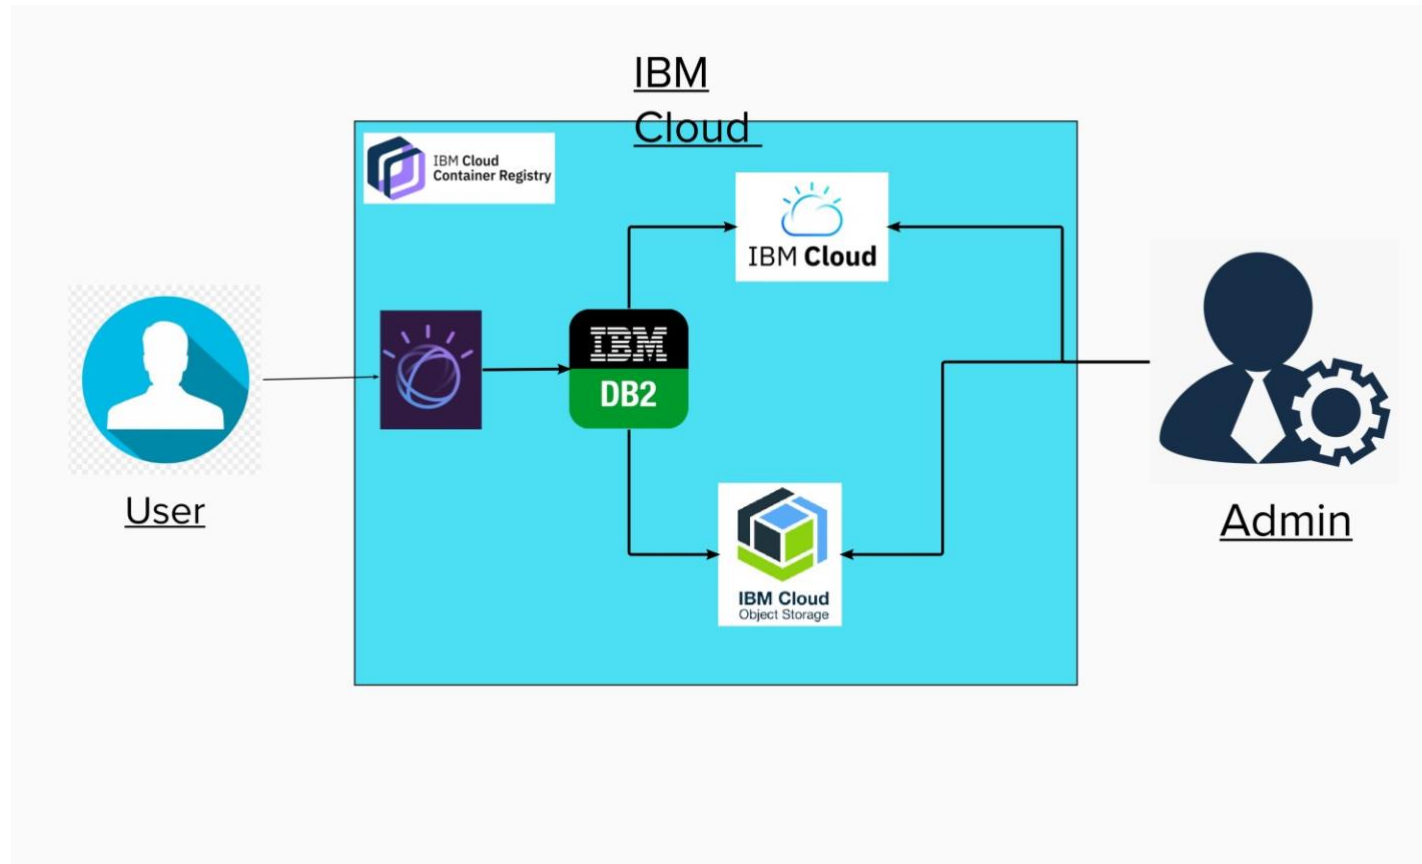 IBM
Cloud
IBM Cloud
Container Registry
IBM Cloud
IBM
DB2
User
IBM Cloud
Object Storage
Admin